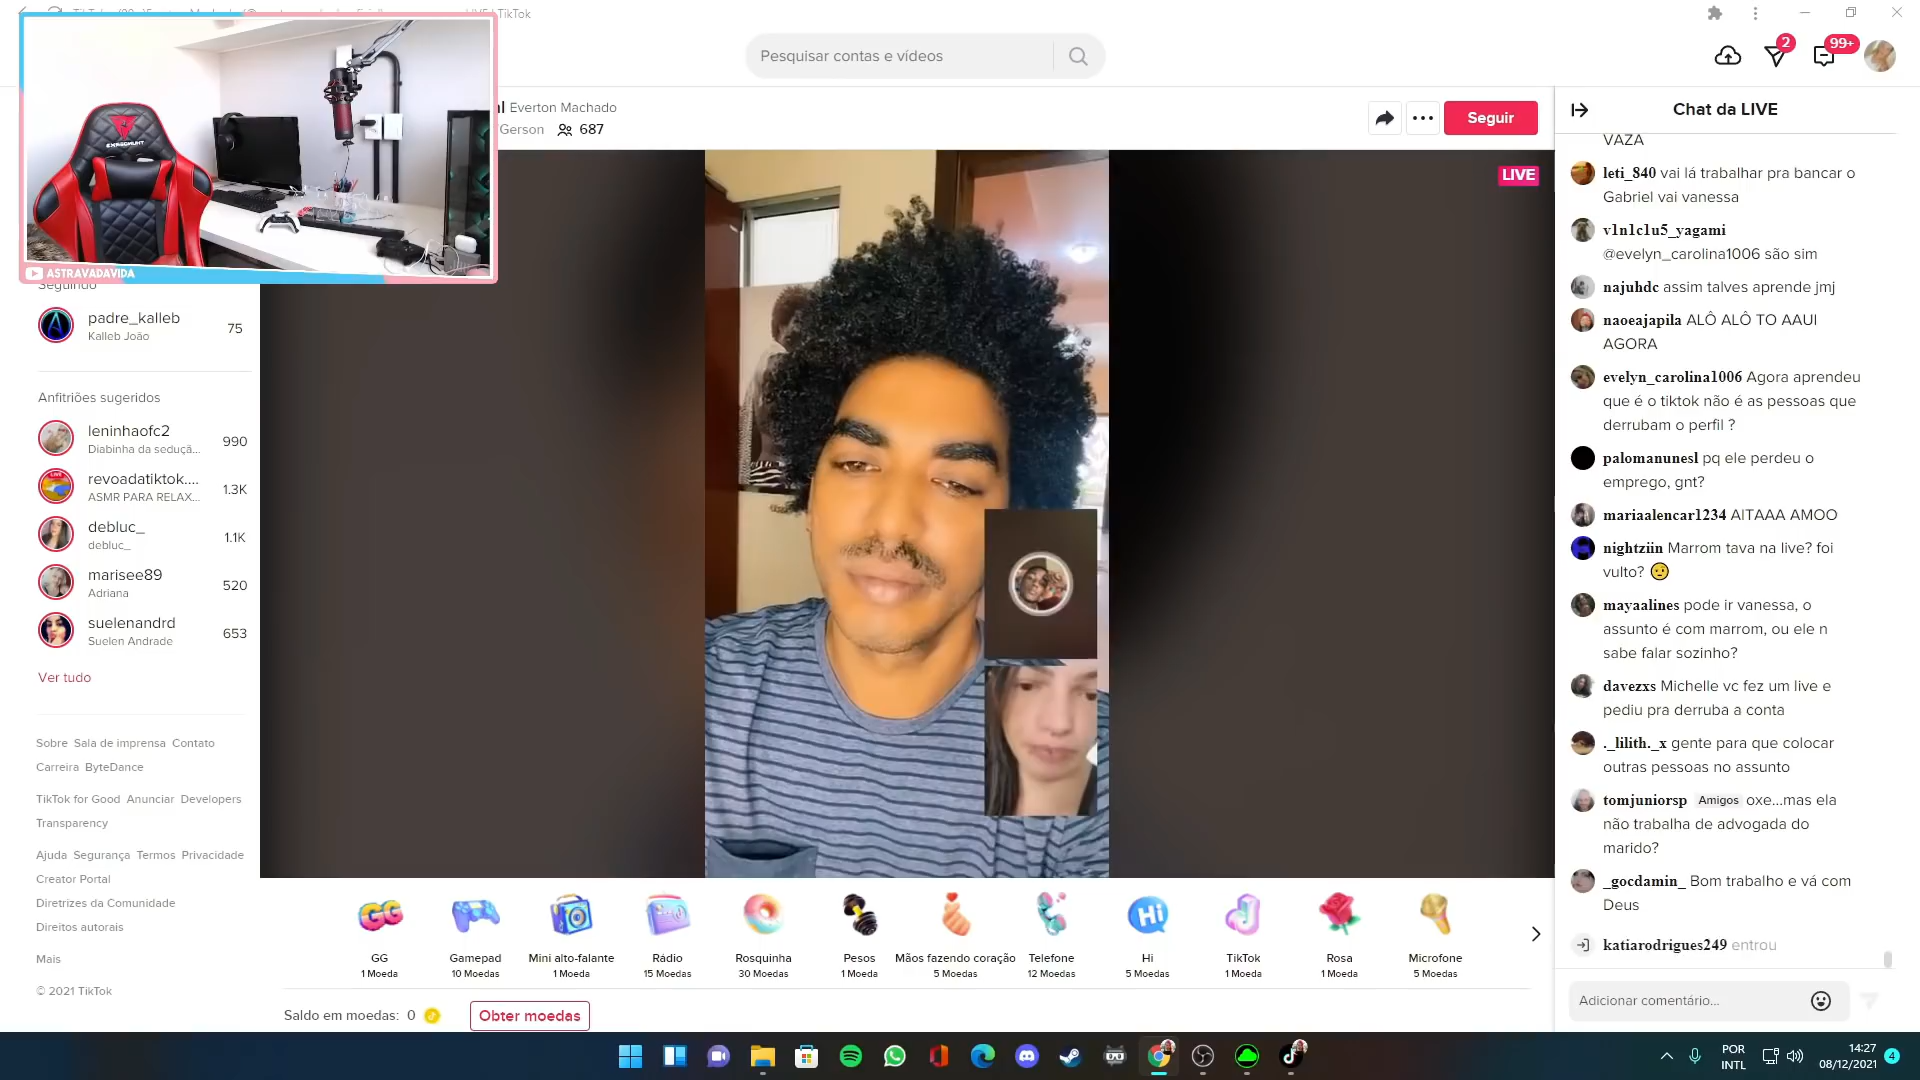 LIVE | TikTok
ASTRAVADAVIDA
Pesquisar contas e vídeos
2
99+
Everton Machado
Gerson 687
Seguir
LIVE
Seguindo
padre_kalleb 75
Kalleb João
Anfitriões sugeridos
leninhaofc2 990
Diabinha da seduçã...
revoadatiktok.... 1.3K
ASMR PARA RELAX...
debluc_ 1.1K
debluc_
marisee89 520
Adriana
suelenandrd 653
Suelen Andrade
Ver tudo
Sobre Sala de imprensa Contato
Carreira ByteDance
TikTok for Good Anunciar Developers
Transparency
Ajuda Segurança Termos Privacidade
Creator Portal
Diretrizes da Comunidade
Direitos autorais
Mais
© 2021 TikTok
GG Gamepad Mini alto-falante Rádio Rosquinha Pesos Mãos fazendo coração Telefone Hi TikTok Rosa Microfone
1 Moeda 10 Moedas 1 Moeda 15 Moedas 30 Moedas 1 Moeda 5 Moedas 12 Moedas 5 Moedas 1 Moeda 1 Moeda 5 Moedas
Saldo em moedas: 0 Obter moedas
Chat da LIVE
VAZA
leti_840 vai lá trabalhar pra bancar o
Gabriel vai vanessa
v1n1c1u5_yagami
@evelyn_carolina1006 são sim
najuhdc assim talves aprende jmj
naoeajapila ALÔ ALÔ TO AAUI
AGORA
evelyn_carolina1006 Agora aprendeu
que é o tiktok não é as pessoas que
derrubam o perfil ?
palomanunesl pq ele perdeu o
emprego, gnt?
mariaalencar1234 AITAAA AMOO
nightziin Marrom tava na live? foi
vulto? 🤨
mayaalines pode ir vanessa, o
assunto é com marrom, ou ele n
sabe falar sozinho?
davezxs Michelle vc fez um live e
pediu pra derruba a conta
._lilith._x gente para que colocar
outras pessoas no assunto
tomjuniorsp Amigos oxe...mas ela
não trabalha de advogada do
marido?
_gocdamin_ Bom trabalho e vá com
Deus
katiarodrigues249 entrou
Adicionar comentário...
POR
INTL
14:27
08/12/2021
4